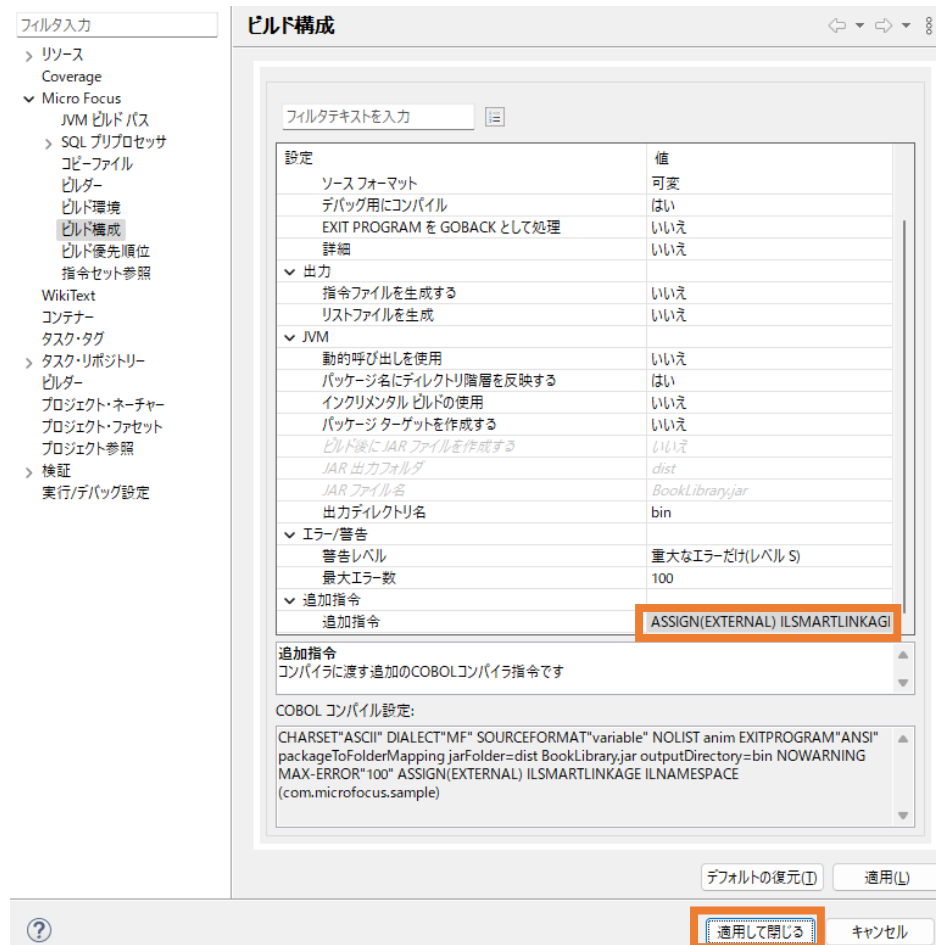 フィルタ入力
リソース
Coverage
Micro Focus
JVM ビルド パス
SQL プリプロセッサ
コピーファイル
ビルダー
ビルド環境
ビルド構成
ビルド優先順位
指令セット参照
WikiText
コンテナー
タスク・タグ
タスク・リポジトリー
ビルダー
プロジェクト・ネーチャー
プロジェクト・ファセット
プロジェクト参照
検証
実行/デバッグ設定
ビルド構成
フィルタテキストを入力
設定 値
ソース フォーマット 可変
デバッグ用にコンパイル はい
EXIT PROGRAM を GOBACK として処理 いいえ
詳細 いいえ
出力
指令ファイルを生成する いいえ
リストファイルを生成 いいえ
JVM
動的呼び出しを使用 いいえ
パッケージ名にディレクトリ階層を反映する はい
インクリメンタル ビルドの使用 いいえ
パッケージ ターゲットを作成する いいえ
ビルド後に JAR ファイルを作成する いいえ
JAR 出力フォルダ dist
JAR ファイル名 BookLibrary.jar
出力ディレクトリ名 bin
エラー/警告
警告レベル 重大なエラーだけ(レベル S)
最大エラー数 100
追加指令
追加指令 ASSIGN(EXTERNAL) ILSMARTLINKAGI
追加指令
コンパイラに渡す追加のCOBOLコンパイラ指令です
COBOL コンパイル設定:
CHARSET"ASCII" DIALECT"MF" SOURCEFORMAT"variable" NOLIST anim EXITPROGRAM"ANSI"
packageToFolderMapping jarFolder=dist BookLibrary.jar outputDirectory=bin NOWARNING
MAX-ERROR"100" ASSIGN(EXTERNAL) ILSMARTLINKAGE ILNAMESPACE
(com.microfocus.sample)
デフォルトの復元(T) 適用(L)
? 適用して閉じる キャンセル